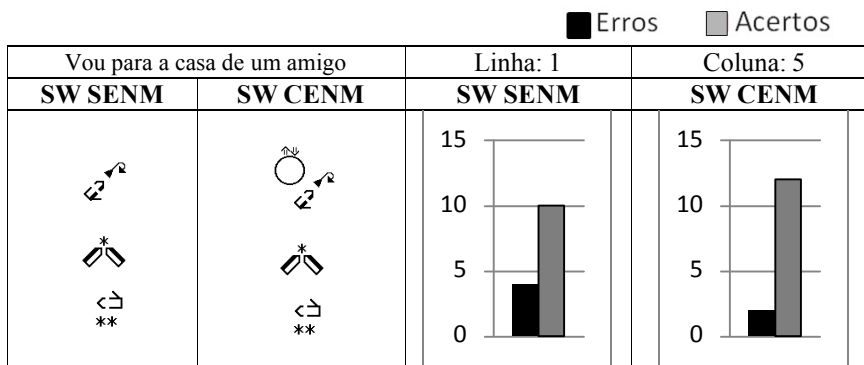 Erros Acertos
Vou para a casa de um amigo Linha: 1 Coluna: 5
SW SENM SW CENM SW SENM SW CENM
15 15
10 10
5 5
0 0
*
*
**
**